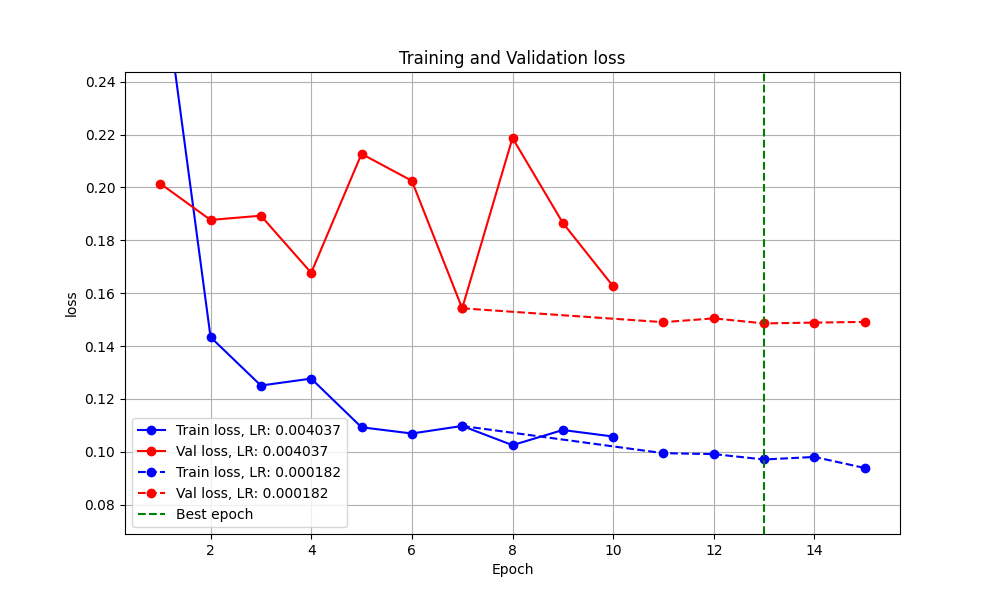 Training and Validation loss
0.24
0.22
0.20
0.18
0.16
0.14
0.12
0.10
0.08
loss
Train loss, LR: 0.004037
Val loss, LR: 0.004037
Train loss, LR: 0.000182
Val loss, LR: 0.000182
Best epoch
2 4 6 8 10 12 14
Epoch